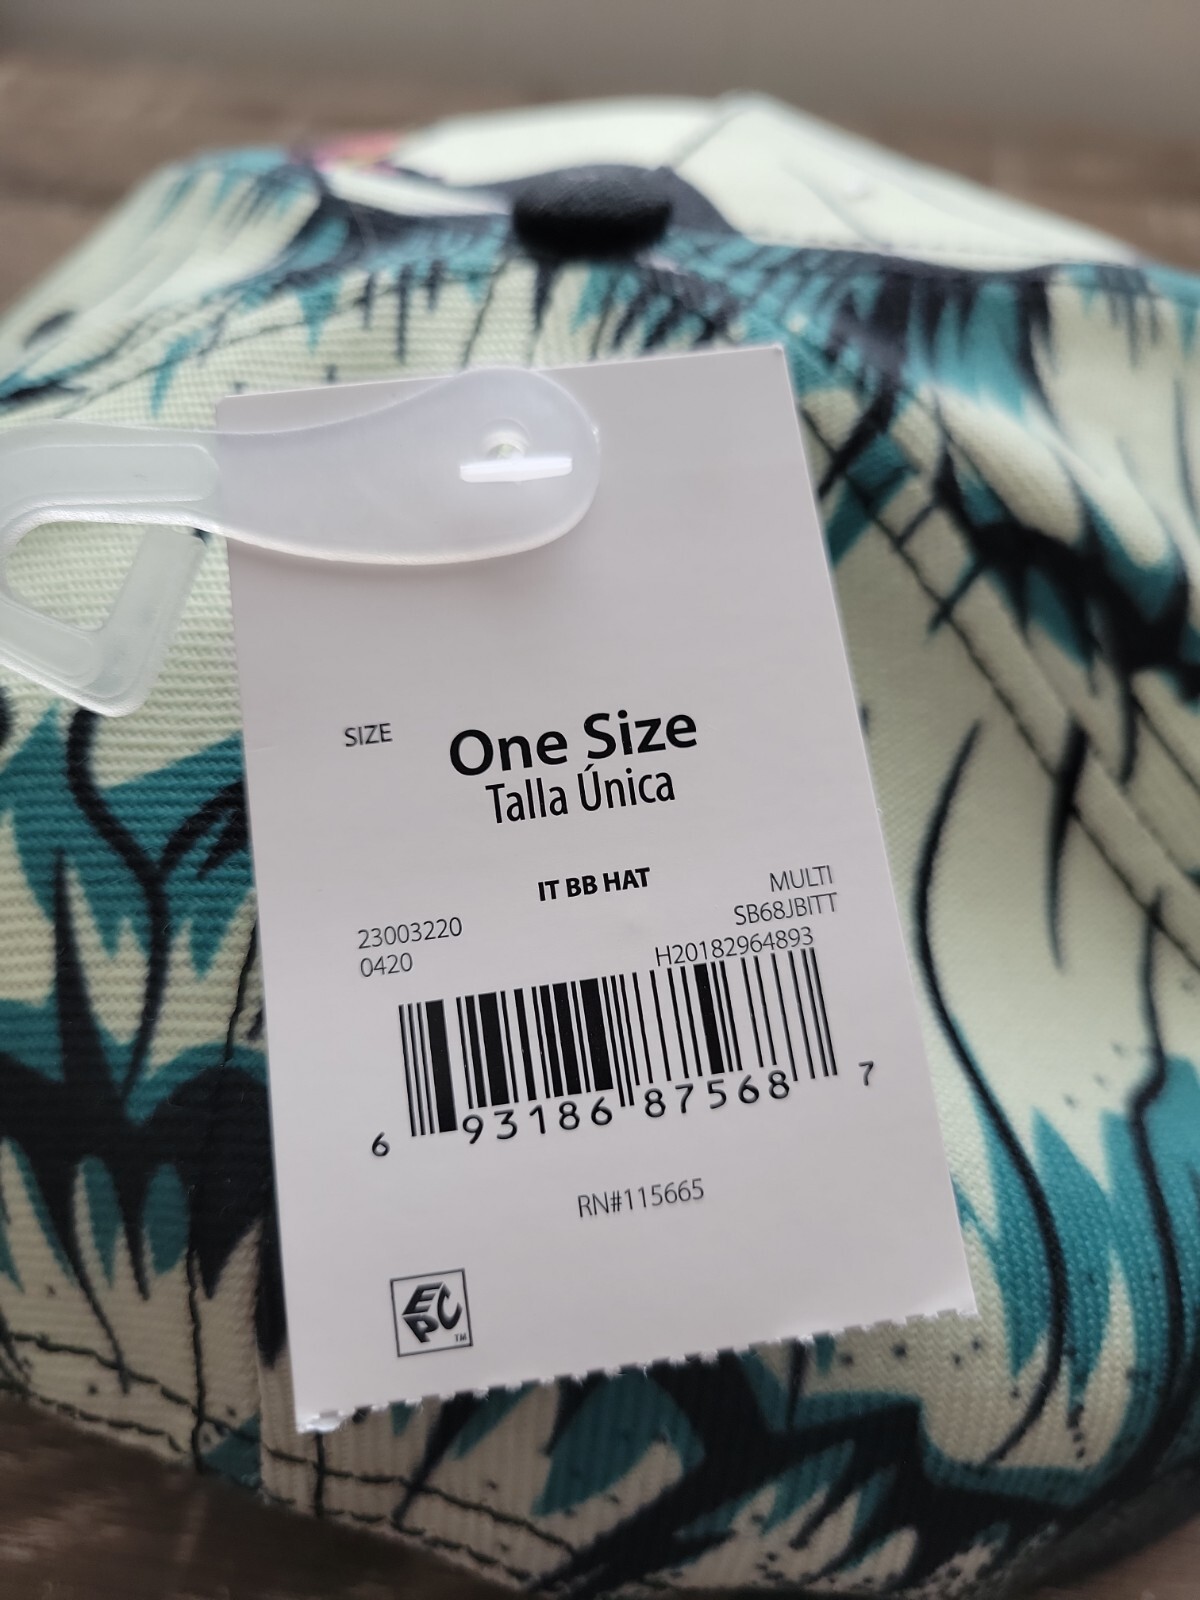 SIZE One Size
Talla Única
IT BB HAT
MULTI
23003220 SB68JBITT
0420 H20182964893
6 93186 87568 7
RN#115665
EPC TM